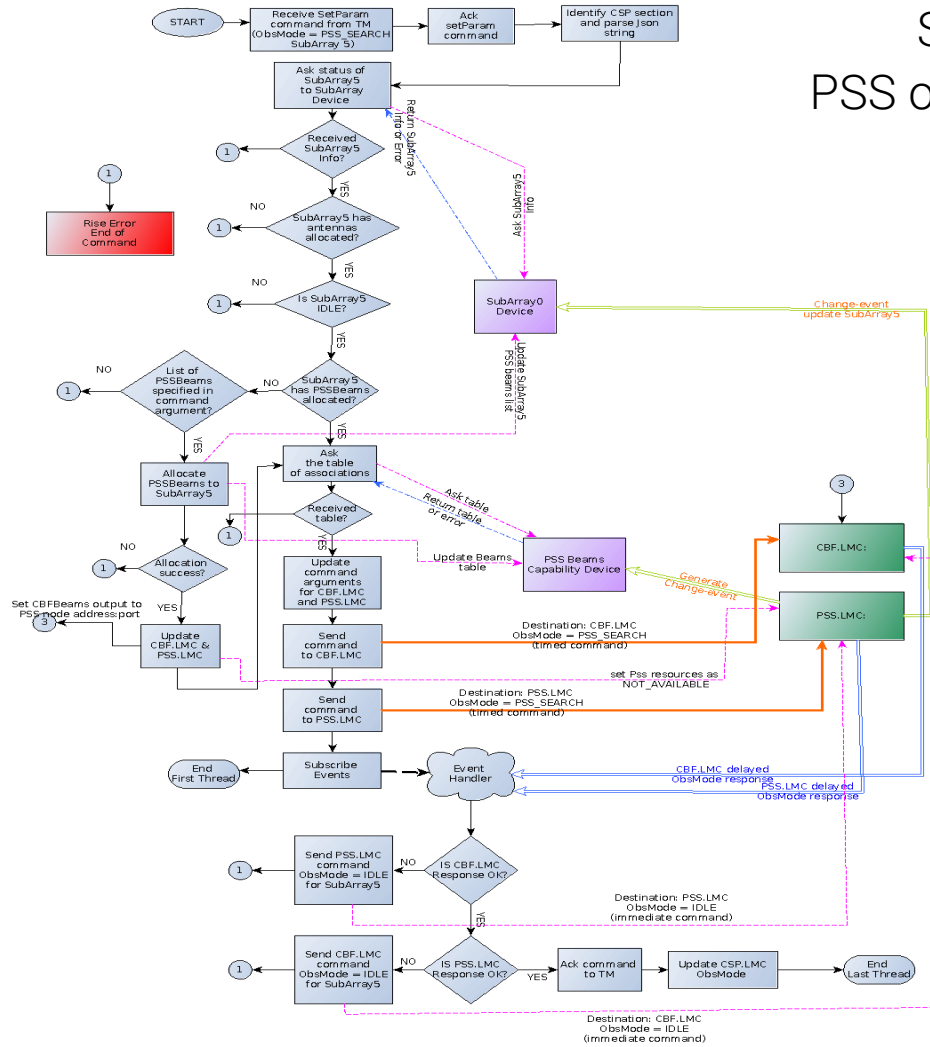 S
PSS o
START
Receive SetParam
command from TM
(ObsMode = PSS_SEARCH
SubArray 5)
Ack
setParam
command
Identify CSP section
and parse Json
string
Ask status of
SubArray5
to SubArray
Device
Return SubArray5
Info or Error
Ask SubArray5
Info
Received
SubArray5
Info?
1
YES
1
Rise Error
End of
Command
NO
SubArray5 has
antennas
allocated?
1
YES
NO
Is SubArray5
IDLE?
1
YES
SubArray0
Device
Change-event
update SubArray5
Update SubArray5
PSS beams list
List of
PSSBeams
specified in
command
argument?
NO
1
NO
SubArray5
has PSSBeams
allocated?
YES
YES
Allocate
PSSBeams to
SubArray5
Ask
the table
of associations
Ask table
Return table
or error
Received
table?
1
YES
3
CBF.LMC:
PSS Beams
Capability Device
Update Beams
table
Generate
Change-event
NO
Allocation
success?
1
YES
Update
command
arguments
for CBF.LMC
and PSS.LMC
PSS.LMC:
Set CBFBeams output to
PSS node address:port
3
Update
CBF.LMC &
PSS.LMC
Send
command
to CBF.LMC
Destination: CBF.LMC
ObsMode = PSS_SEARCH
(timed command)
set Pss resources as
NOT_AVAILABLE
Send
command
to PSS.LMC
Destination: PSS.LMC
ObsMode = PSS_SEARCH
(timed command)
End
First Thread
Subscribe
Events
Event
Handler
CBF.LMC delayed
ObsMode response
PSS.LMC delayed
ObsMode response
1
Send PSS.LMC
command
ObsMode = IDLE
for SubArray5
NO
IS CBF.LMC
Response OK?
YES
Destination: PSS.LMC
ObsMode = IDLE
(immediate command)
1
Send CBF.LMC
command
ObsMode = IDLE
for SubArray5
NO
IS PSS.LMC
Response OK?
YES
Ack command
to TM
Update CSP.LMC
ObsMode
End
Last Thread
Destination: CBF.LMC
ObsMode = IDLE
(immediate command)